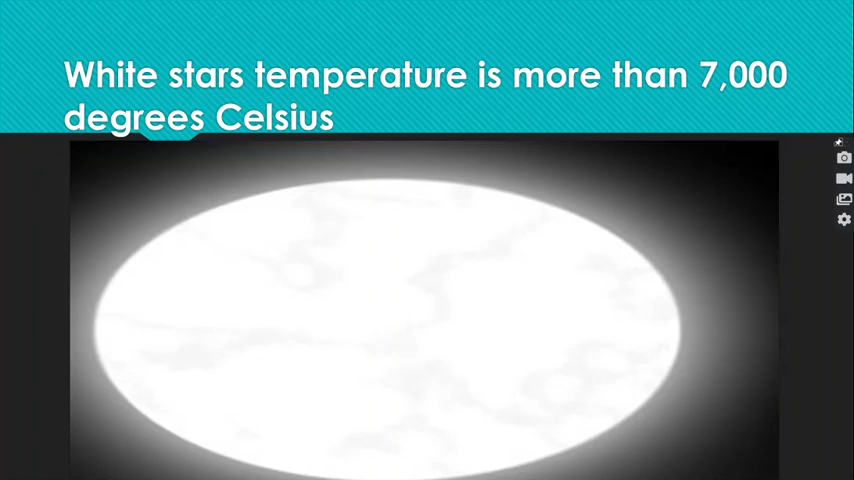 White stars temperature is more than 7,000
degrees Celsius